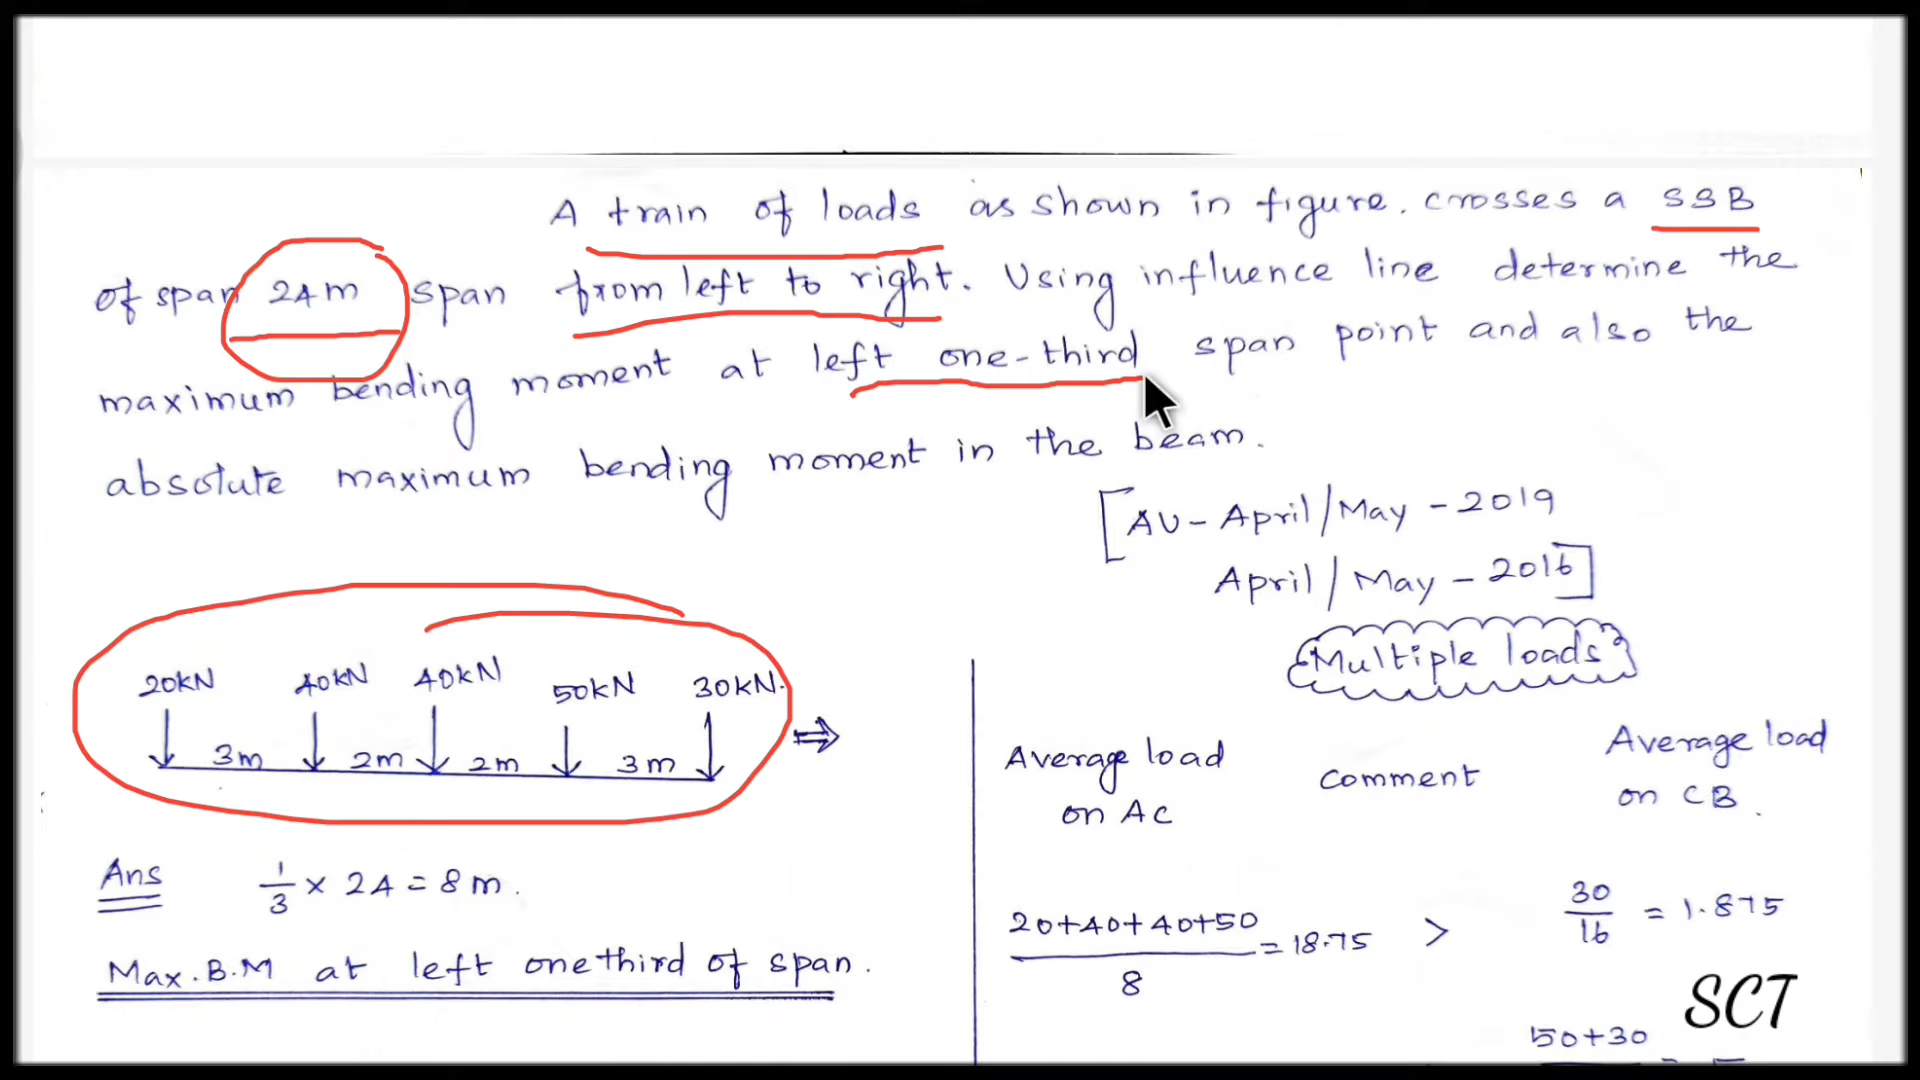 A train of loads as shown in figure. crosses a SSB
of span 24m span from left to right. Using influence line determine the
maximum bending moment at left one-third span point and also the
absolute maximum bending moment in the beam.
[AU - April/May - 2019
April/May - 2016]
Multiple loads
20kN 40kN 40kN 50kN 30kN.
3m 2m 2m 3m
Average load
on AC
comment
Average load
on CB.
Ans 1/3 × 24 = 8m.
Max. B.M at left one third of span.
20+40+40+50
8
= 18.75 > 30/16 = 1.875
SCT
50+30